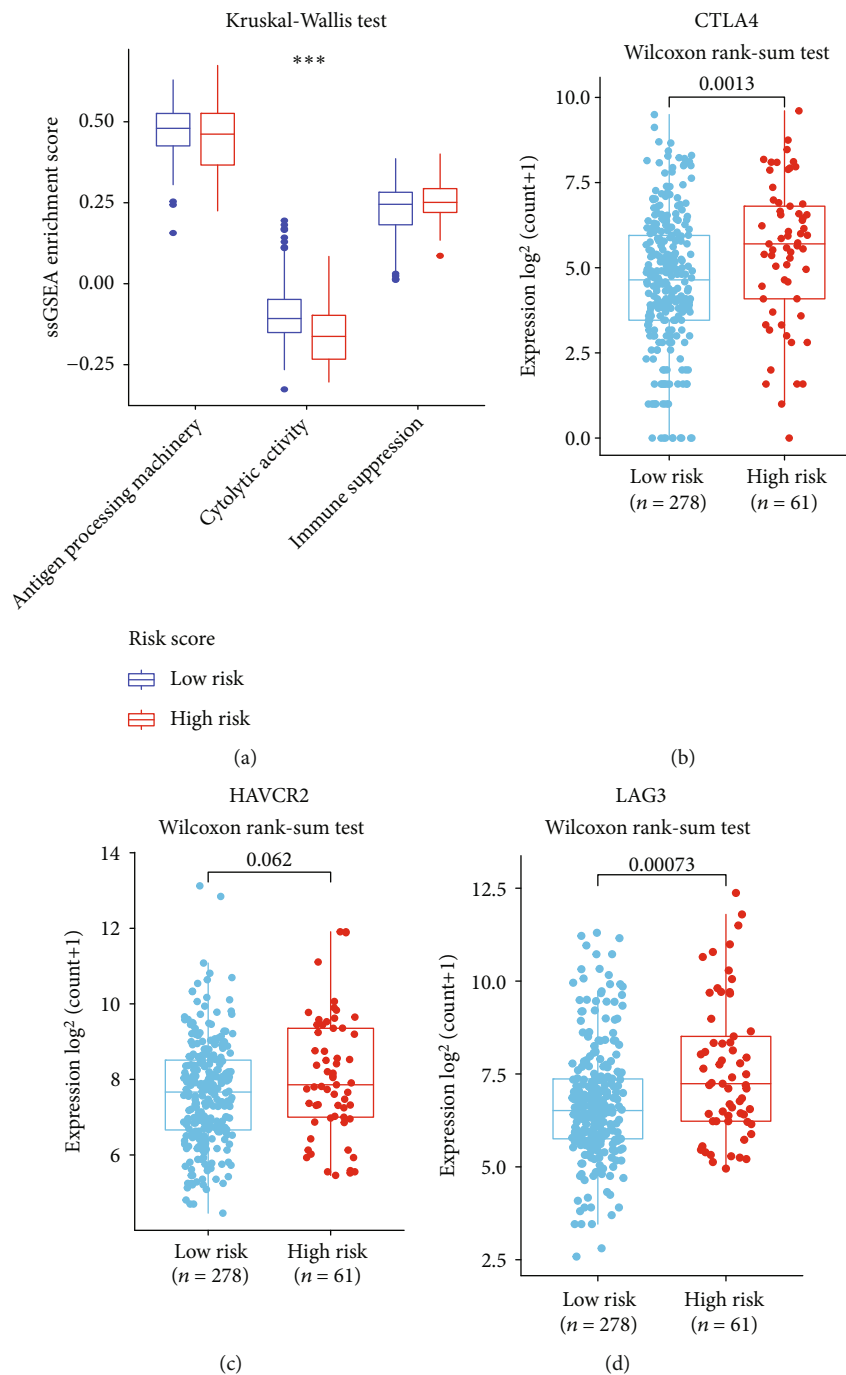 Kruskal-Wallis test
***
ssGSEA enrichment score
0.50
0.25
0.00
−0.25
Antigen processing machinery
Cytolytic activity
Immune suppression
Risk score
Low risk
High risk
(a)
CTLA4
Wilcoxon rank-sum test
0.0013
Expression log² (count+1)
10.0
7.5
5.0
2.5
0.0
Low risk
(n = 278)
High risk
(n = 61)
(b)
HAVCR2
Wilcoxon rank-sum test
0.062
Expression log² (count+1)
14
12
10
8
6
Low risk
(n = 278)
High risk
(n = 61)
(c)
LAG3
Wilcoxon rank-sum test
0.00073
Expression log² (count+1)
12.5
10.0
7.5
5.0
2.5
Low risk
(n = 278)
High risk
(n = 61)
(d)